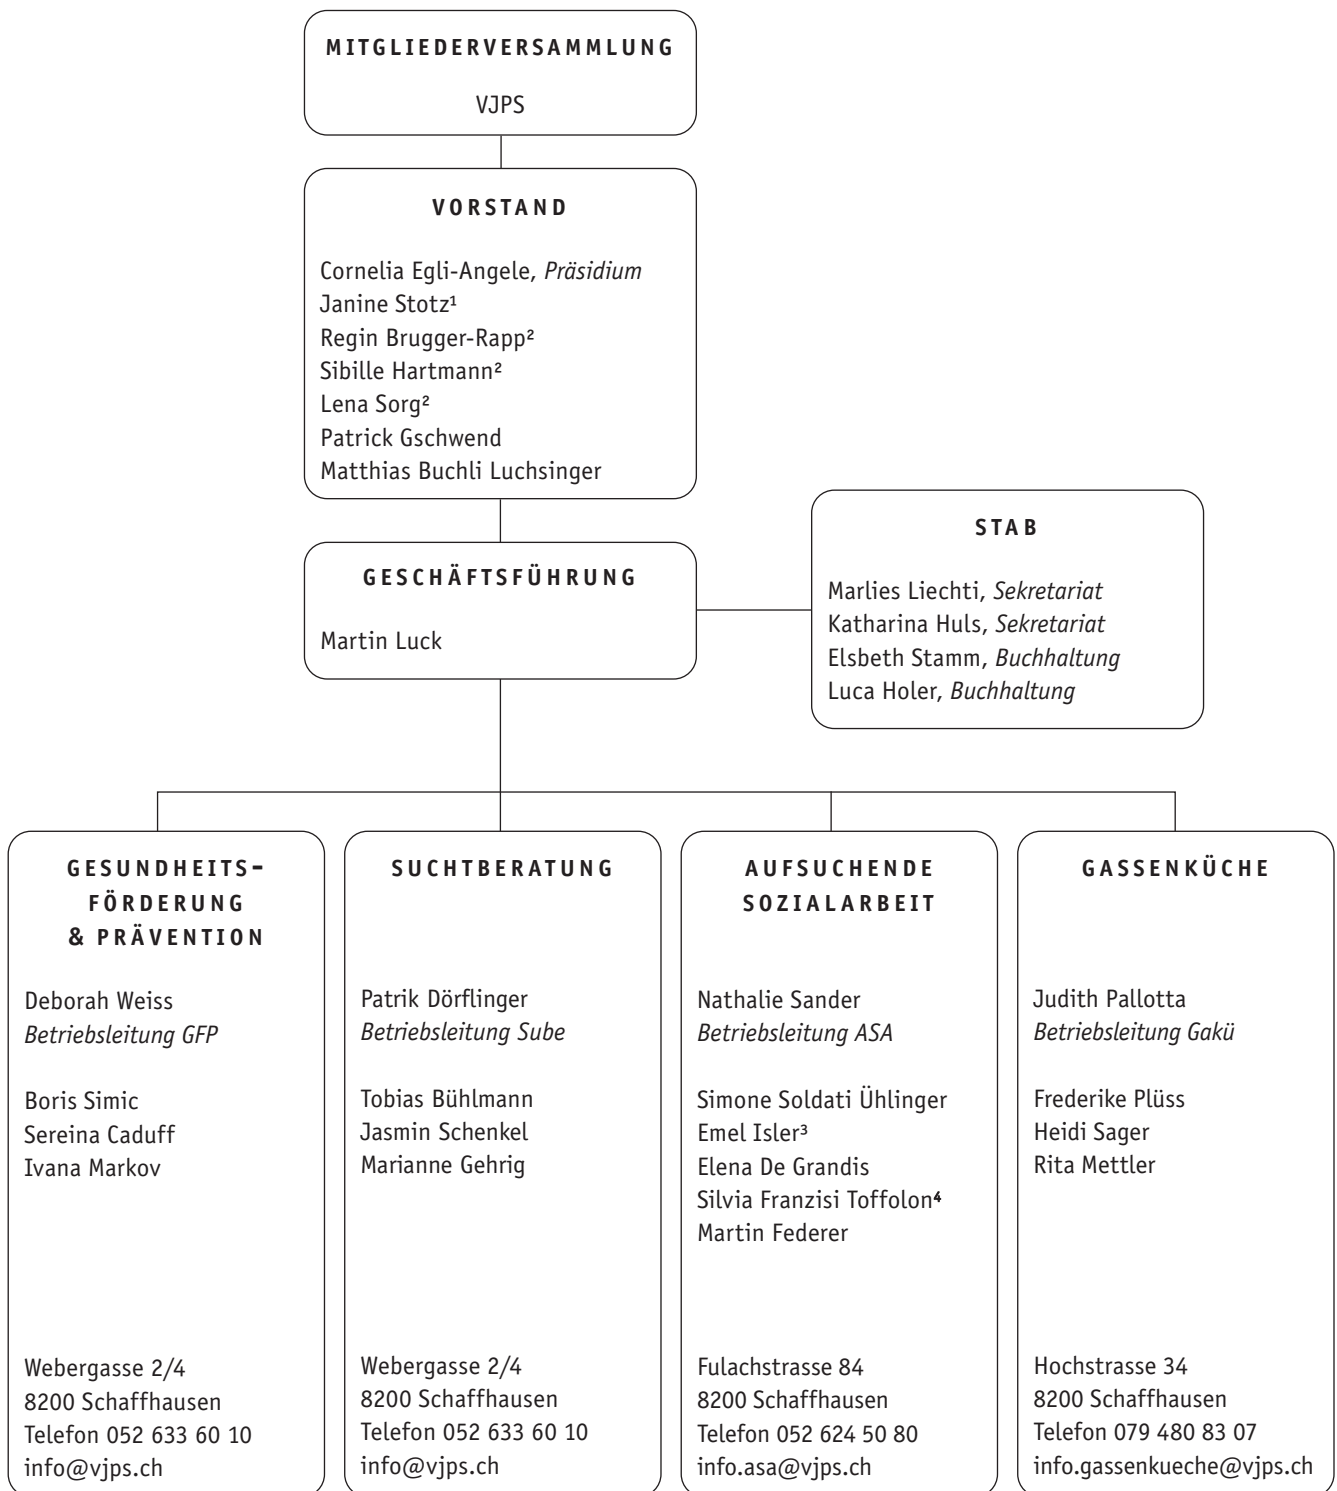 MITGLIEDERVERSAMMLUNG
VJPS
VORSTAND
Cornelia Egli-Angele, Präsidium
Janine Stotz¹
Regin Brugger-Rapp²
Sibille Hartmann²
Lena Sorg²
Patrick Gschwend
Matthias Buchli Luchsinger
GESCHÄFTSFÜHRUNG
Martin Luck
STAB
Marlies Liechti, Sekretariat
Katharina Huls, Sekretariat
Elsbeth Stamm, Buchhaltung
Luca Holer, Buchhaltung
GESUNDHEITS-
FÖRDERUNG
& PRÄVENTION
Deborah Weiss
Betriebsleitung GFP
Boris Simic
Sereina Caduff
Ivana Markov
Webergasse 2/4
8200 Schaffhausen
Telefon 052 633 60 10
info@vjps.ch
SUCHTBERATUNG
Patrik Dörflinger
Betriebsleitung Sube
Tobias Bühlmann
Jasmin Schenkel
Marianne Gehrig
Webergasse 2/4
8200 Schaffhausen
Telefon 052 633 60 10
info@vjps.ch
AUFSUCHENDE
SOZIALARBEIT
Nathalie Sander
Betriebsleitung ASA
Simone Soldati Ühlinger
Emel Isler³
Elena De Grandis
Silvia Franzisi Toffolon⁴
Martin Federer
Fulachstrasse 84
8200 Schaffhausen
Telefon 052 624 50 80
info.asa@vjps.ch
GASSENKÜCHE
Judith Pallotta
Betriebsleitung Gakü
Frederike Plüss
Heidi Sager
Rita Mettler
Hochstrasse 34
8200 Schaffhausen
Telefon 079 480 83 07
info.gassenkueche@vjps.ch